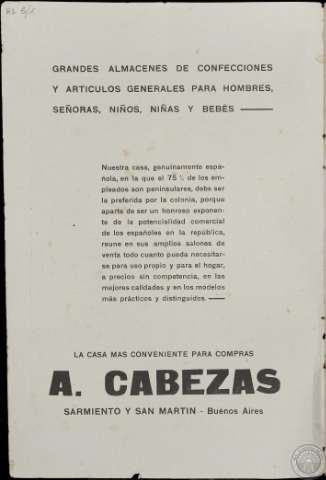 GRANDES ALMACENES DE CONFECCIONES
Y ARTICULOS GENERALES PARA HOMBRES,
SEÑORAS, NIÑOS, NIÑAS Y BEBÉS —
Nuestra casa, genuinamente espa-
ñola, en la que el 75 % de los em-
pleados son peninsulares, debe ser
la preferida por la colonia, porque
aparte de ser un honroso exponen-
te de la potencialidad comercial
de los españoles en la república,
reune en sus amplios salones de
venta todo cuanto pueda necesitar-
se para uso propio y para el hogar,
a precios sin competencia, en las
mejores calidades y en los modelos
más prácticos y distinguidos. —
LA CASA MAS CONVENIENTE PARA COMPRAS
A. CABEZAS
SARMIENTO Y SAN MARTIN - Buenos Aires